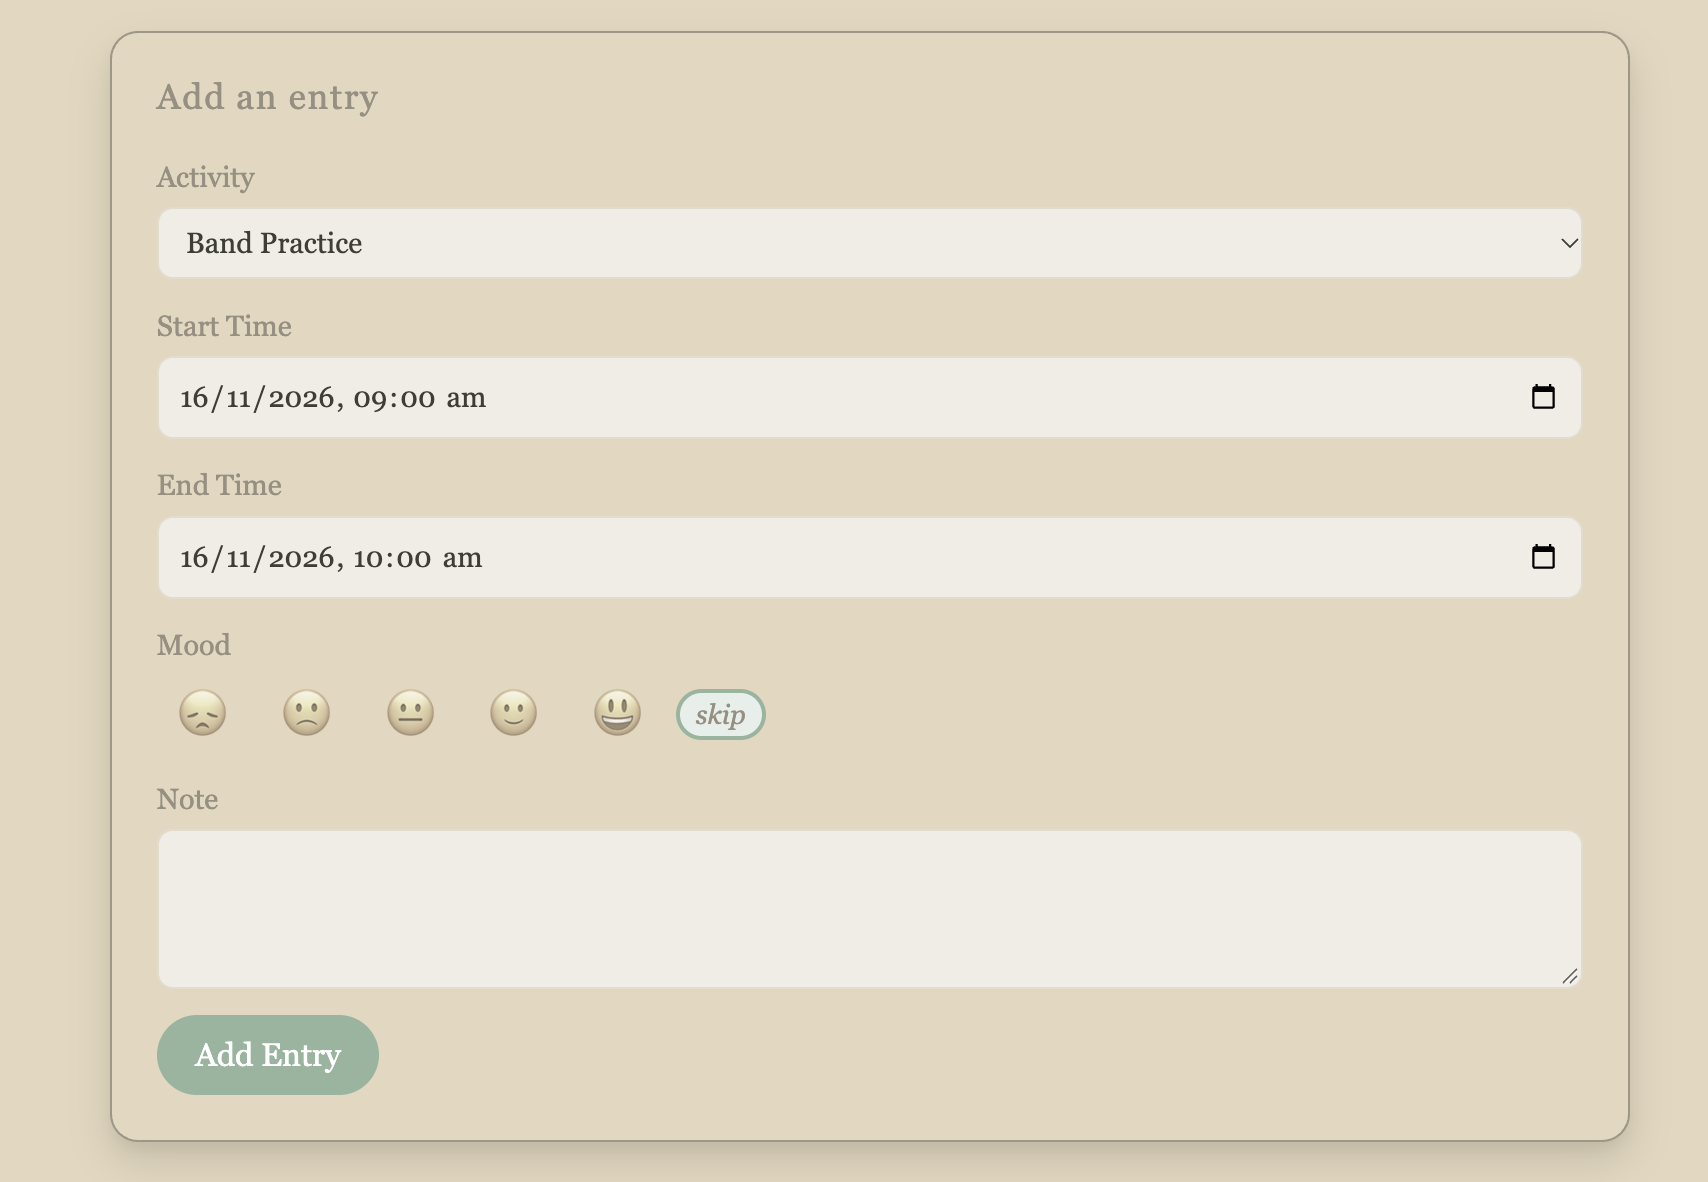 Add an entry
Activity
Band Practice
Start Time
16/11/2026, 09:00 am
End Time
16/11/2026, 10:00 am
Mood
skip
Note
Add Entry